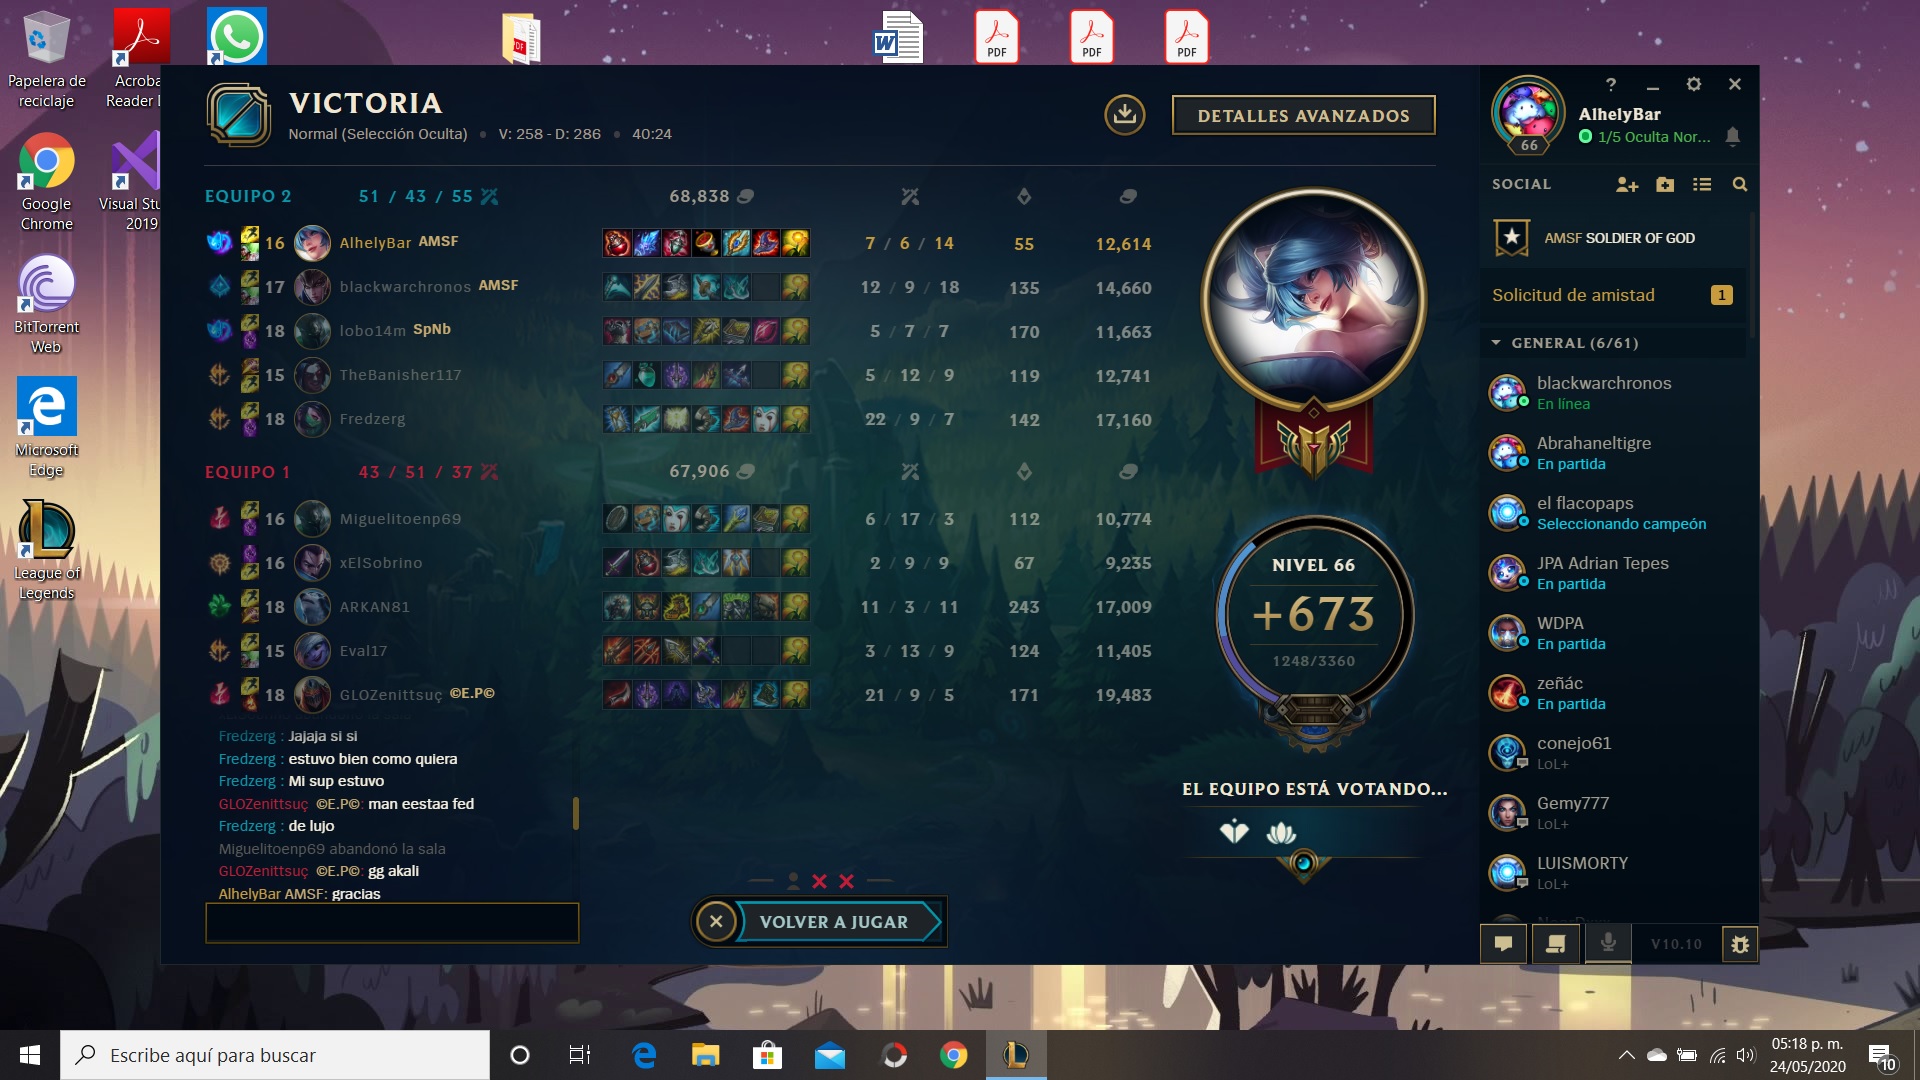 Papelera de
reciclaje
Acroba
Reader
Google
Chrome
Visual Stu
2019
BitTorrent
Web
Microsoft
Edge
League of
Legends
PDF
PDF
PDF
PDF
W
VICTORIA
Normal (Selección Oculta) • V: 258 - D: 286 • 40:24
DETALLES AVANZADOS
EQUIPO 2 51 / 43 / 55 68,838
16 AlhelyBar AMSF 7 / 6 / 14 55 12,614
17 blackwarchronos AMSF 12 / 9 / 18 135 14,660
18 lobo14m SpNb 5 / 7 / 7 170 11,663
15 TheBanisher117 5 / 12 / 9 119 12,741
18 Fredzerg 22 / 9 / 7 142 17,160
EQUIPO 1 43 / 51 / 37 67,906
16 Miguelitoenp69 6 / 17 / 3 112 10,774
16 xElSobrino 2 / 9 / 9 67 9,235
18 ARKAN81 11 / 3 / 11 243 17,009
15 Eval17 3 / 13 / 9 124 11,405
18 GLOZenittsuç ©E.P© 21 / 9 / 5 171 19,483
Fredzerg : Jajaja si si
Fredzerg : estuvo bien como quiera
Fredzerg : Mi sup estuvo
GLOZenittsuç ©E.P©: man eestaa fed
Fredzerg : de lujo
Miguelitoenp69 abandonó la sala
GLOZenittsuç ©E.P©: gg akali
AlhelyBar AMSF: gracias
VOLVER A JUGAR
NIVEL 66
+673
1248/3360
EL EQUIPO ESTÁ VOTANDO...
?
66
AlhelyBar
1/5 Oculta Nor...
SOCIAL
AMSF SOLDIER OF GOD
Solicitud de amistad 1
GENERAL (6/61)
blackwarchronos
En línea
Abrahaneltigre
En partida
el flacopaps
Seleccionando campeón
JPA Adrian Tepes
En partida
WDPA
En partida
zeñác
En partida
conejo61
LoL+
Gemy777
LoL+
LUISMORTY
LoL+
V10.10
Escribe aquí para buscar
05:18 p. m.
24/05/2020
10